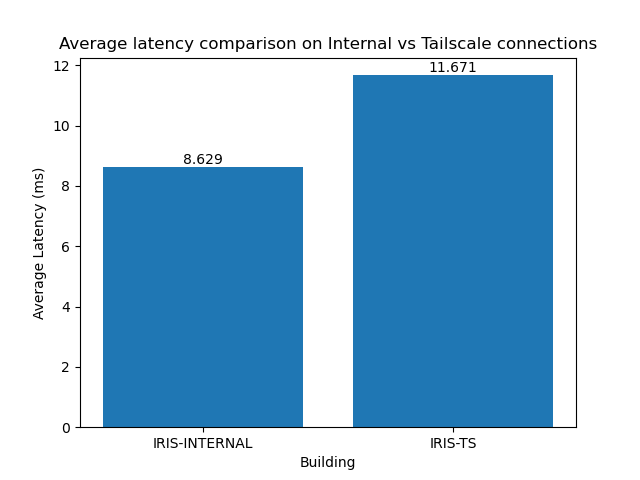 Average latency comparison on Internal vs Tailscale connections
12
10
8
6
4
2
0
Average Latency (ms)
8.629
11.671
IRIS-INTERNAL
IRIS-TS
Building